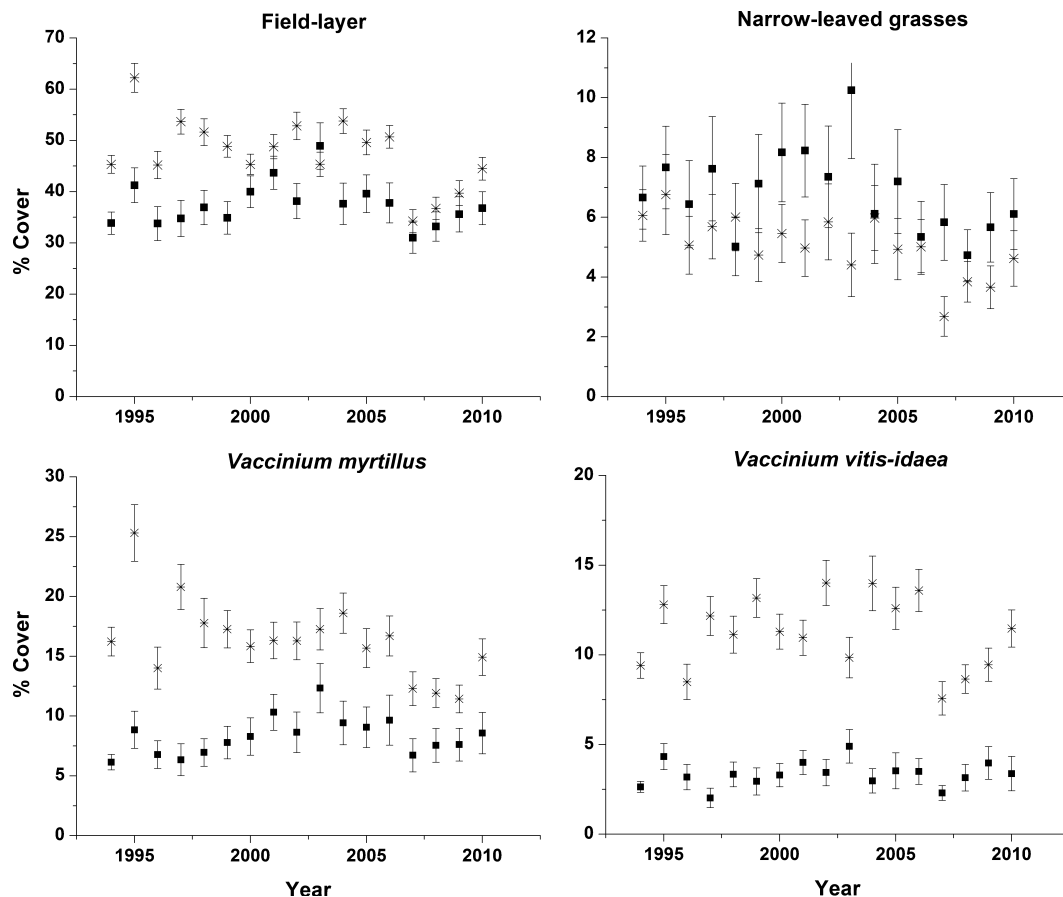 Field-layer
70
60
50
40
30
20
10
0
% Cover
1995 2000 2005 2010
Narrow-leaved grasses
12
10
8
6
4
2
0
1995 2000 2005 2010
Vaccinium myrtillus
30
25
20
15
10
5
0
% Cover
1995 2000 2005 2010
Year
Vaccinium vitis-idaea
20
15
10
5
0
1995 2000 2005 2010
Year